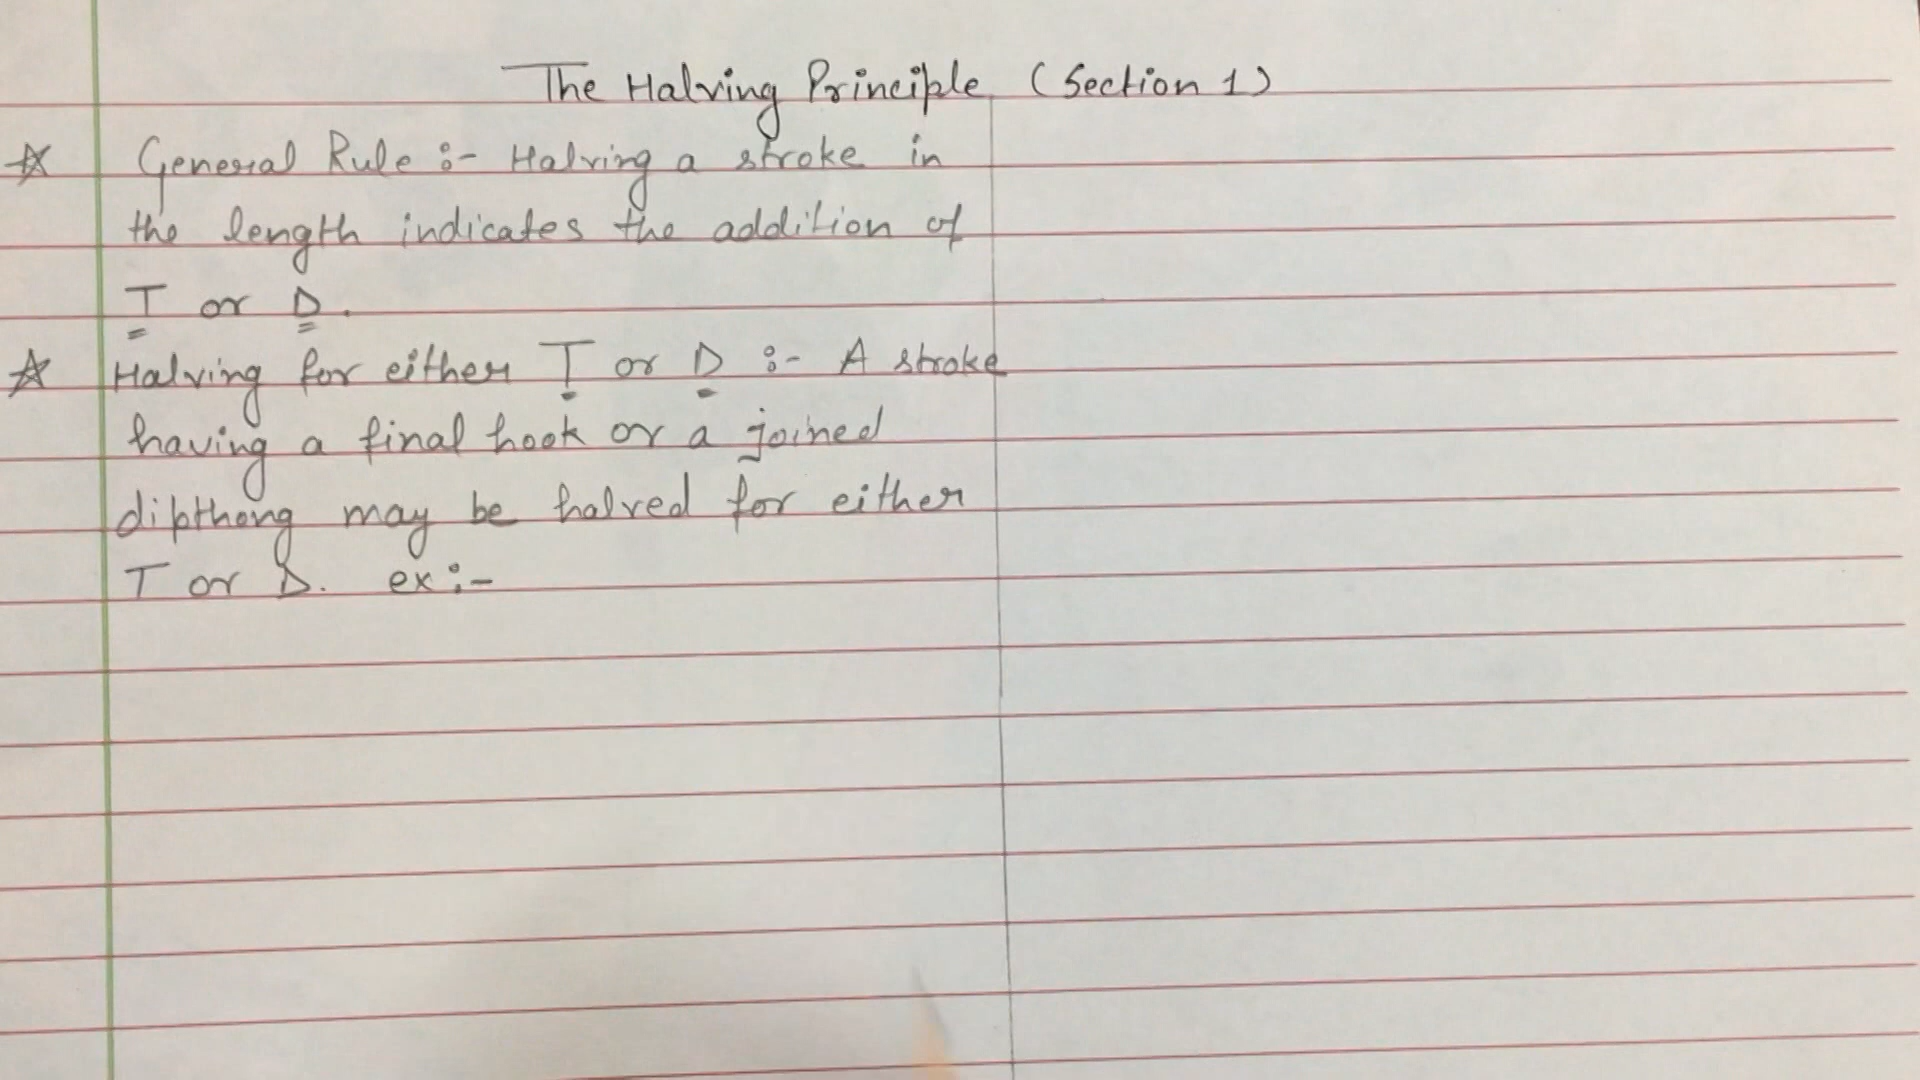 The Halving Principle (Section 1)
☆ General Rule :- Halving a stroke in
the length indicates the addition of
T or D.
☆ Halving for either T or D :- A stroke
having a final hook or a joined
dipthong may be halved for either
T or D. ex :-